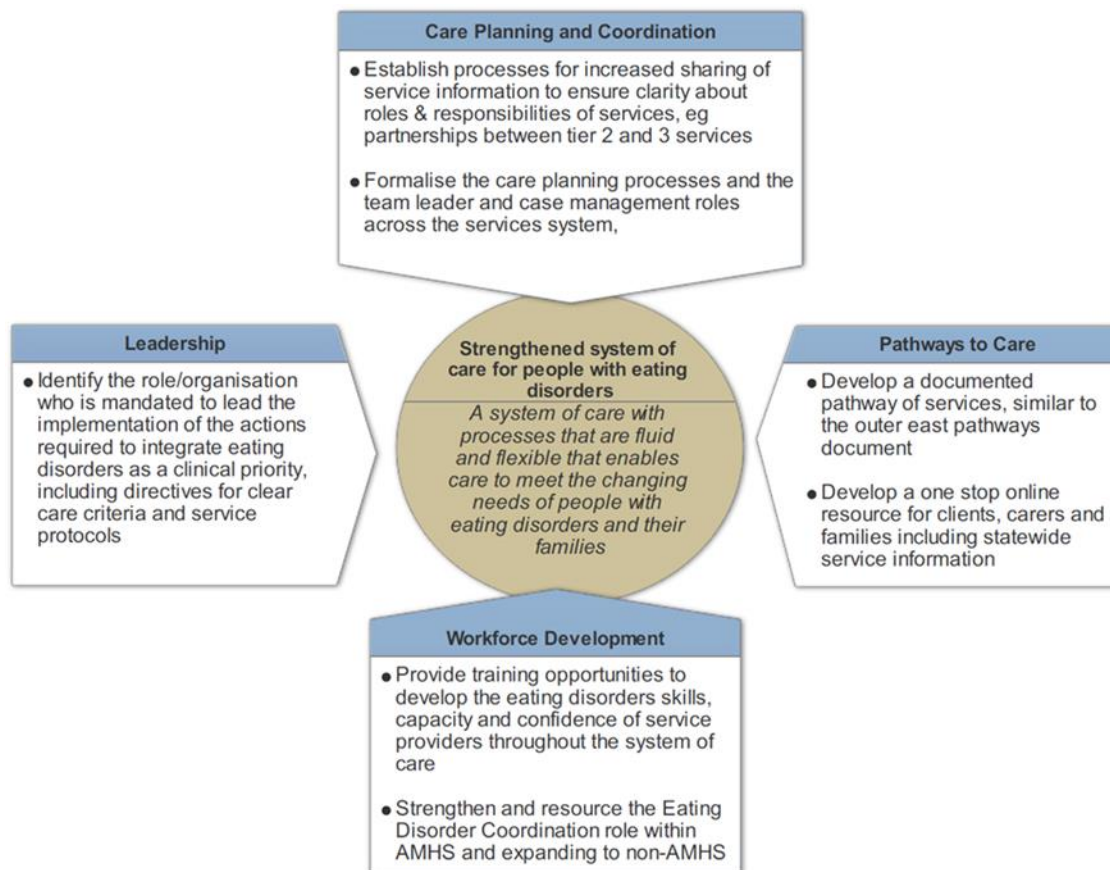 Care Planning and Coordination
● Establish processes for increased sharing of
service information to ensure clarity about
roles & responsibilities of services, eg
partnerships between tier 2 and 3 services
● Formalise the care planning processes and the
team leader and case management roles
across the services system,
Leadership
● Identify the role/organisation
who is mandated to lead the
implementation of the actions
required to integrate eating
disorders as a clinical priority,
including directives for clear
care criteria and service
protocols
Strengthened system of
care for people with eating
disorders
A system of care with
processes that are fluid
and flexible that enables
care to meet the changing
needs of people with
eating disorders and their
families
Pathways to Care
● Develop a documented
pathway of services, similar to
the outer east pathways
document
● Develop a one stop online
resource for clients, carers and
families including statewide
service information
Workforce Development
● Provide training opportunities to
develop the eating disorders skills,
capacity and confidence of service
providers throughout the system of
care
● Strengthen and resource the Eating
Disorder Coordination role within
AMHS and expanding to non-AMHS